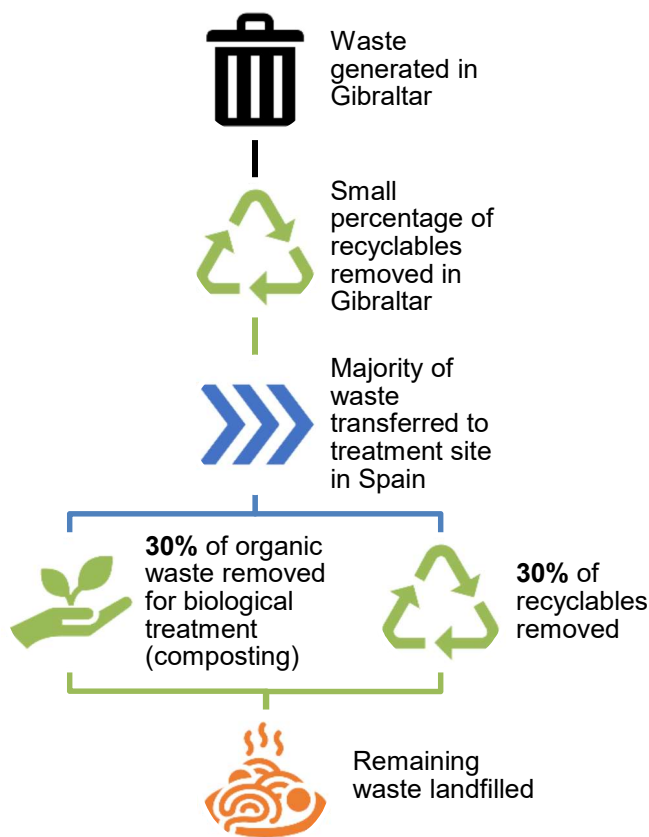 Waste
generated in
Gibraltar
Small
percentage of
recyclables
removed in
Gibraltar
Majority of
waste
transferred to
treatment site
in Spain
30% of organic
waste removed
for biological
treatment
(composting)
30% of
recyclables
removed
Remaining
waste landfilled